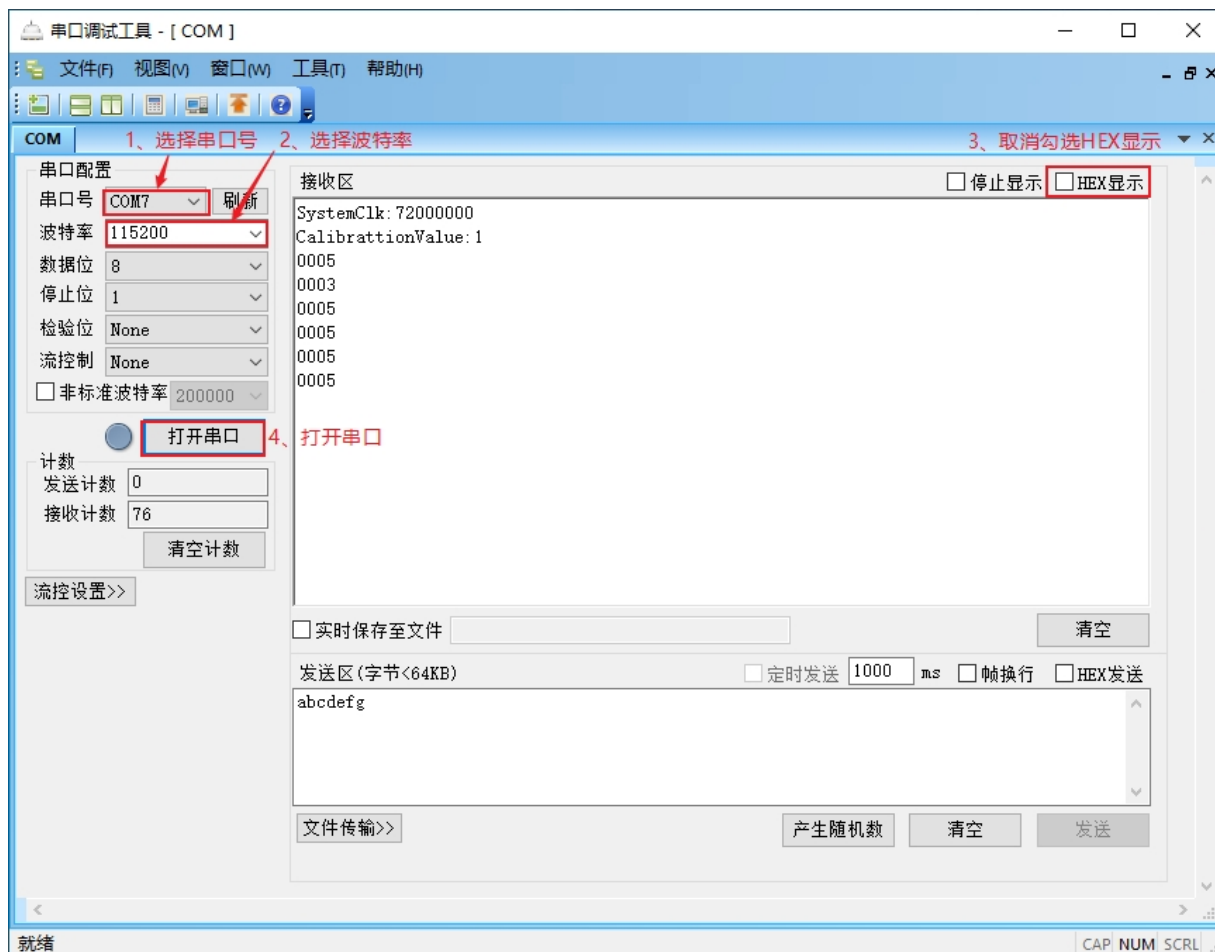 串口调试工具 - [ COM ]
文件(F) 视图(V) 窗口(W) 工具(T) 帮助(H)
COM
1、选择串口号
2、选择波特率
3、取消勾选HEX显示
串口配置
串口号 COM7 刷新
波特率 115200
数据位 8
停止位 1
检验位 None
流控制 None
非标准波特率 200000
打开串口
4、打开串口
计数
发送计数 0
接收计数 76
清空计数
流控设置>>
接收区 停止显示 HEX显示
SystemClk:72000000
CalibrattionValue:1
0005
0003
0005
0005
0005
0005
实时保存至文件 清空
发送区(字节<64KB) 定时发送 1000 ms 帧换行 HEX发送
abcdefg
文件传输>> 产生随机数 清空 发送
就绪 CAP NUM SCRL